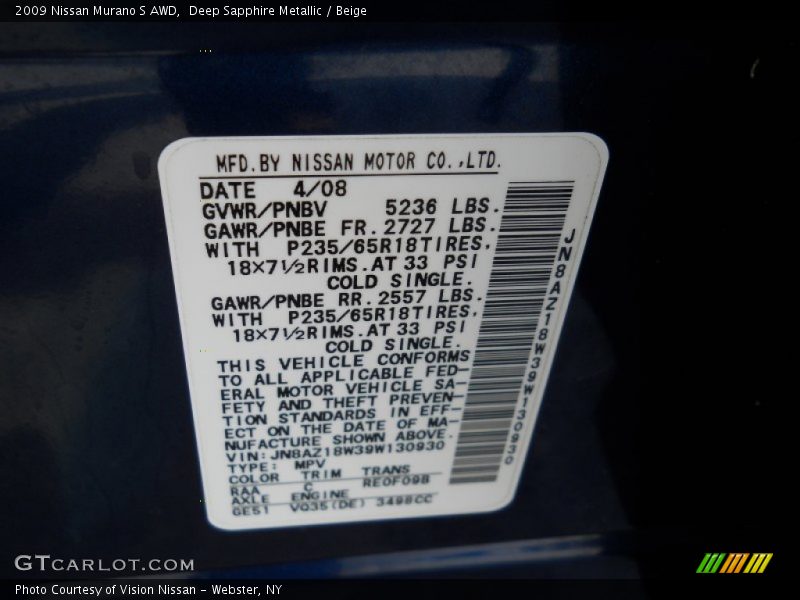 2009 Nissan Murano S AWD,  Deep Sapphire Metallic / Beige
MFD.BY NISSAN MOTOR CO.,LTD.
DATE 4/08
GVWR/PNBV 5236 LBS.
GAWR/PNBE FR. 2727 LBS.
WITH P235/65R18TIRES.
18×7½RIMS.AT 33 PSI
COLD SINGLE.
GAWR/PNBE RR. 2557 LBS.
WITH P235/65R18TIRES.
18×7½RIMS.AT 33 PSI
COLD SINGLE.
THIS VEHICLE CONFORMS
TO ALL APPLICABLE FED-
ERAL MOTOR VEHICLE SA-
FETY AND THEFT PREVEN-
TION STANDARDS IN EFF-
ECT ON THE DATE OF MA-
NUFACTURE SHOWN ABOVE.
VIN: JN8AZ18W39W130930
TYPE: MPV
COLOR TRIM TRANS
RAA C RE0F09B
AXLE ENGINE
GE51 VQ35(DE) 3498CC
JN8AZ18W39W130930
GTCARLOT.COM
Photo Courtesy of Vision Nissan - Webster, NY